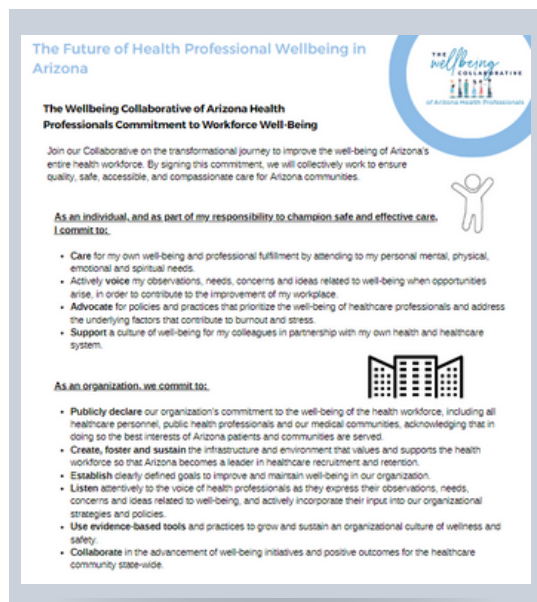 The Future of Health Professional Wellbeing in
Arizona
THE
wellbeing
COLLABORATIVE
of Arizona Health Professionals
The Wellbeing Collaborative of Arizona Health
Professionals Commitment to Workforce Well-Being
Join our Collaborative on the transformational journey to improve the well-being of Arizona's
entire health workforce. By signing this commitment, we will collectively work to ensure
quality, safe, accessible, and compassionate care for Arizona communities.
As an individual, and as part of my responsibility to champion safe and effective care,
I commit to:
• Care for my own well-being and professional fulfillment by attending to my personal mental, physical,
emotional and spiritual needs.
• Actively voice my observations, needs, concerns and ideas related to well-being when opportunities
arise, in order to contribute to the improvement of my workplace.
• Advocate for policies and practices that prioritize the well-being of healthcare professionals and address
the underlying factors that contribute to burnout and stress.
• Support a culture of well-being for my colleagues in partnership with my own health and healthcare
system.
As an organization, we commit to:
• Publicly declare our organization's commitment to the well-being of the health workforce, including all
healthcare personnel, public health professionals and our medical communities, acknowledging that in
doing so the best interests of Arizona patients and communities are served.
• Create, foster and sustain the infrastructure and environment that values and supports the health
workforce so that Arizona becomes a leader in healthcare recruitment and retention.
• Establish clearly defined goals to improve and maintain well-being in our organization.
• Listen attentively to the voice of health professionals as they express their observations, needs,
concerns and ideas related to well-being, and actively incorporate their input into our organizational
strategies and policies.
• Use evidence-based tools and practices to grow and sustain an organizational culture of wellness and
safety.
• Collaborate in the advancement of well-being initiatives and positive outcomes for the healthcare
community state-wide.